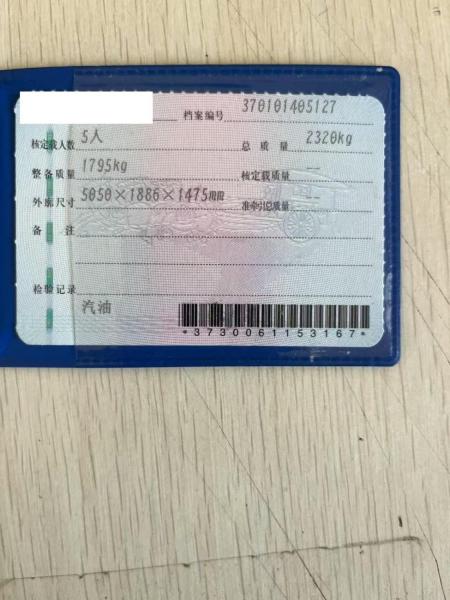 档案编号 370101405127
核定载人数 5人 总质量 2320kg
整备质量 1795kg 核定载质量 --
外廓尺寸 5050×1886×1475mm 准牵引总质量 --
备注
检验记录
汽油
*3730061153167*